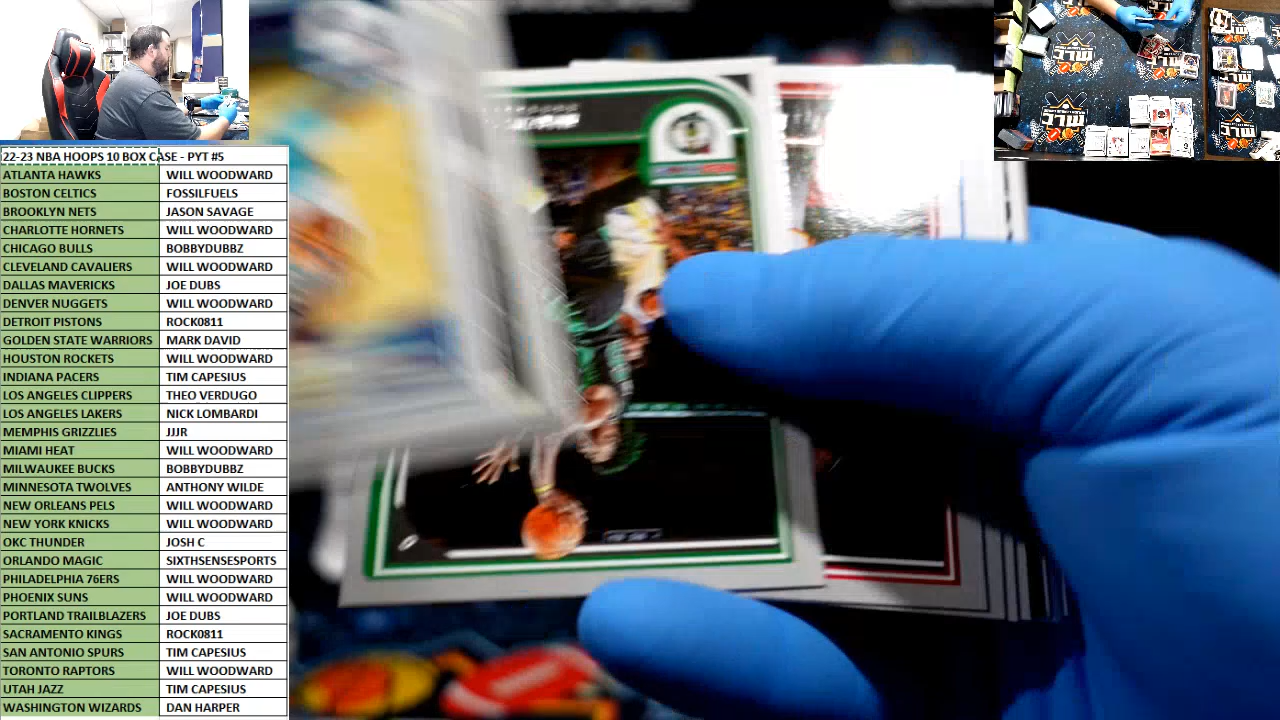 22-23 NBA HOOPS 10 BOX CASE - PYT #5
ATLANTA HAWKS WILL WOODWARD
BOSTON CELTICS FOSSILFUELS
BROOKLYN NETS JASON SAVAGE
CHARLOTTE HORNETS WILL WOODWARD
CHICAGO BULLS BOBBYDUBBZ
CLEVELAND CAVALIERS WILL WOODWARD
DALLAS MAVERICKS JOE DUBS
DENVER NUGGETS WILL WOODWARD
DETROIT PISTONS ROCK0811
GOLDEN STATE WARRIORS MARK DAVID
HOUSTON ROCKETS WILL WOODWARD
INDIANA PACERS TIM CAPESIUS
LOS ANGELES CLIPPERS THEO VERDUGO
LOS ANGELES LAKERS NICK LOMBARDI
MEMPHIS GRIZZLIES JJJR
MIAMI HEAT WILL WOODWARD
MILWAUKEE BUCKS BOBBYDUBBZ
MINNESOTA TWOLVES ANTHONY WILDE
NEW ORLEANS PELS WILL WOODWARD
NEW YORK KNICKS WILL WOODWARD
OKC THUNDER JOSH C
ORLANDO MAGIC SIXTHSENSESPORTS
PHILADELPHIA 76ERS WILL WOODWARD
PHOENIX SUNS WILL WOODWARD
PORTLAND TRAILBLAZERS JOE DUBS
SACRAMENTO KINGS ROCK0811
SAN ANTONIO SPURS TIM CAPESIUS
TORONTO RAPTORS WILL WOODWARD
UTAH JAZZ TIM CAPESIUS
WASHINGTON WIZARDS DAN HARPER